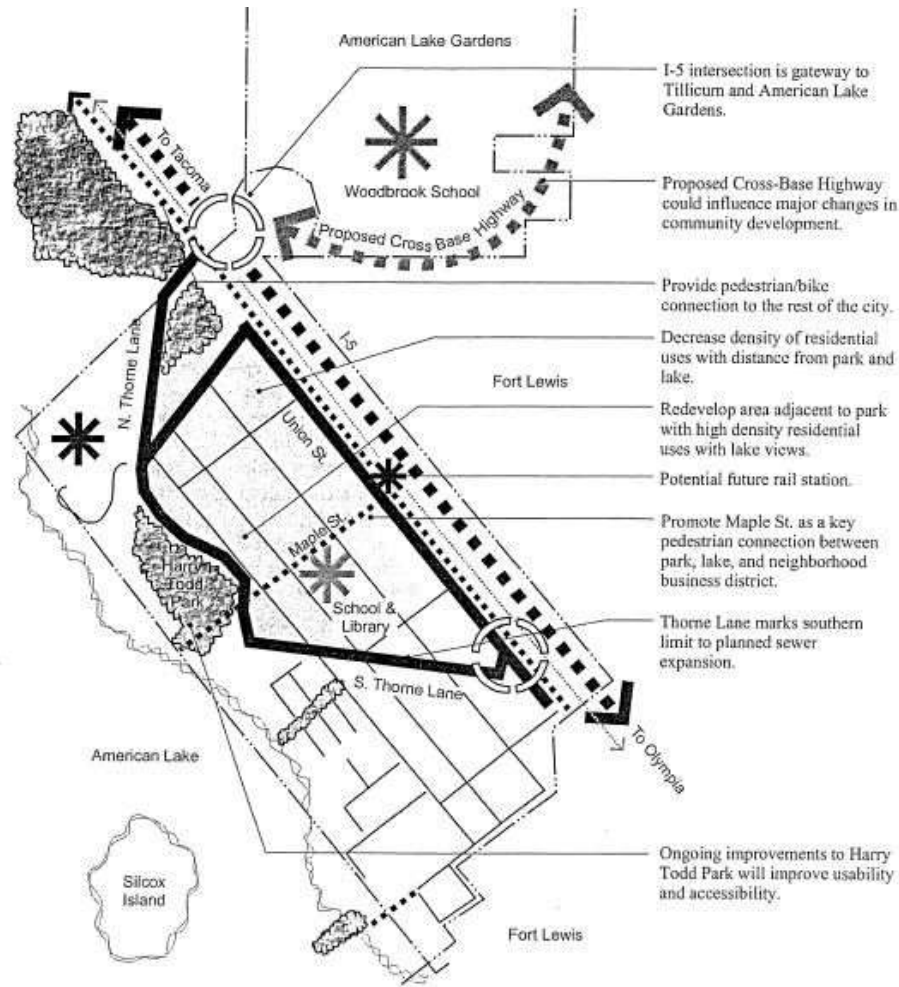 American Lake Gardens
I-5 intersection is gateway to
Tillicum and American Lake
Gardens.
To Tacoma
Woodbrook School
Proposed Cross Base Highway
Proposed Cross-Base Highway
could influence major changes in
community development.
Provide pedestrian/bike
connection to the rest of the city.
N. Thorne Lane
I-5
Decrease density of residential
uses with distance from park and
lake.
Fort Lewis
Union St.
Redevelop area adjacent to park
with high density residential
uses with lake views.
Potential future rail station.
Maple St.
Promote Maple St. as a key
pedestrian connection between
park, lake, and neighborhood
business district.
Harry
Todd
Park
School &
Library
Thorne Lane marks southern
limit to planned sewer
expansion.
S. Thorne Lane
American Lake
To Olympia
Silcox
Island
Ongoing improvements to Harry
Todd Park will improve usability
and accessibility.
Fort Lewis